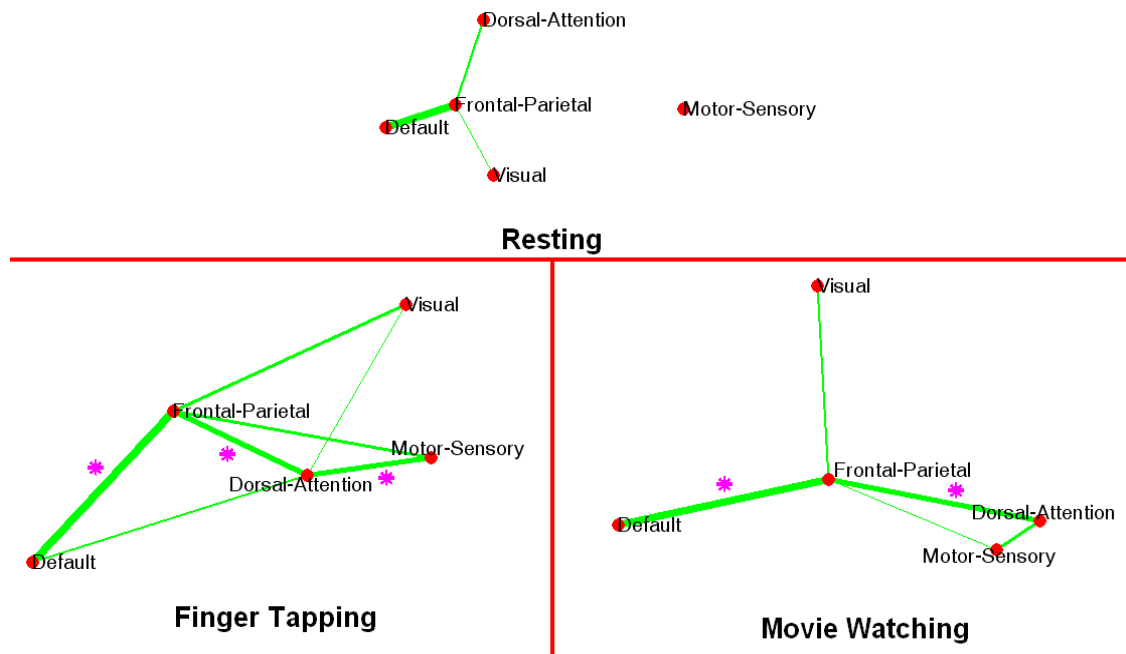 Dorsal-Attention
Frontal-Parietal
Motor-Sensory
Default
Visual
Resting
Visual
Frontal-Parietal
Motor-Sensory
Dorsal-Attention
Default
Finger Tapping
Visual
Frontal-Parietal
Dorsal-Attention
Default
Motor-Sensory
Movie Watching